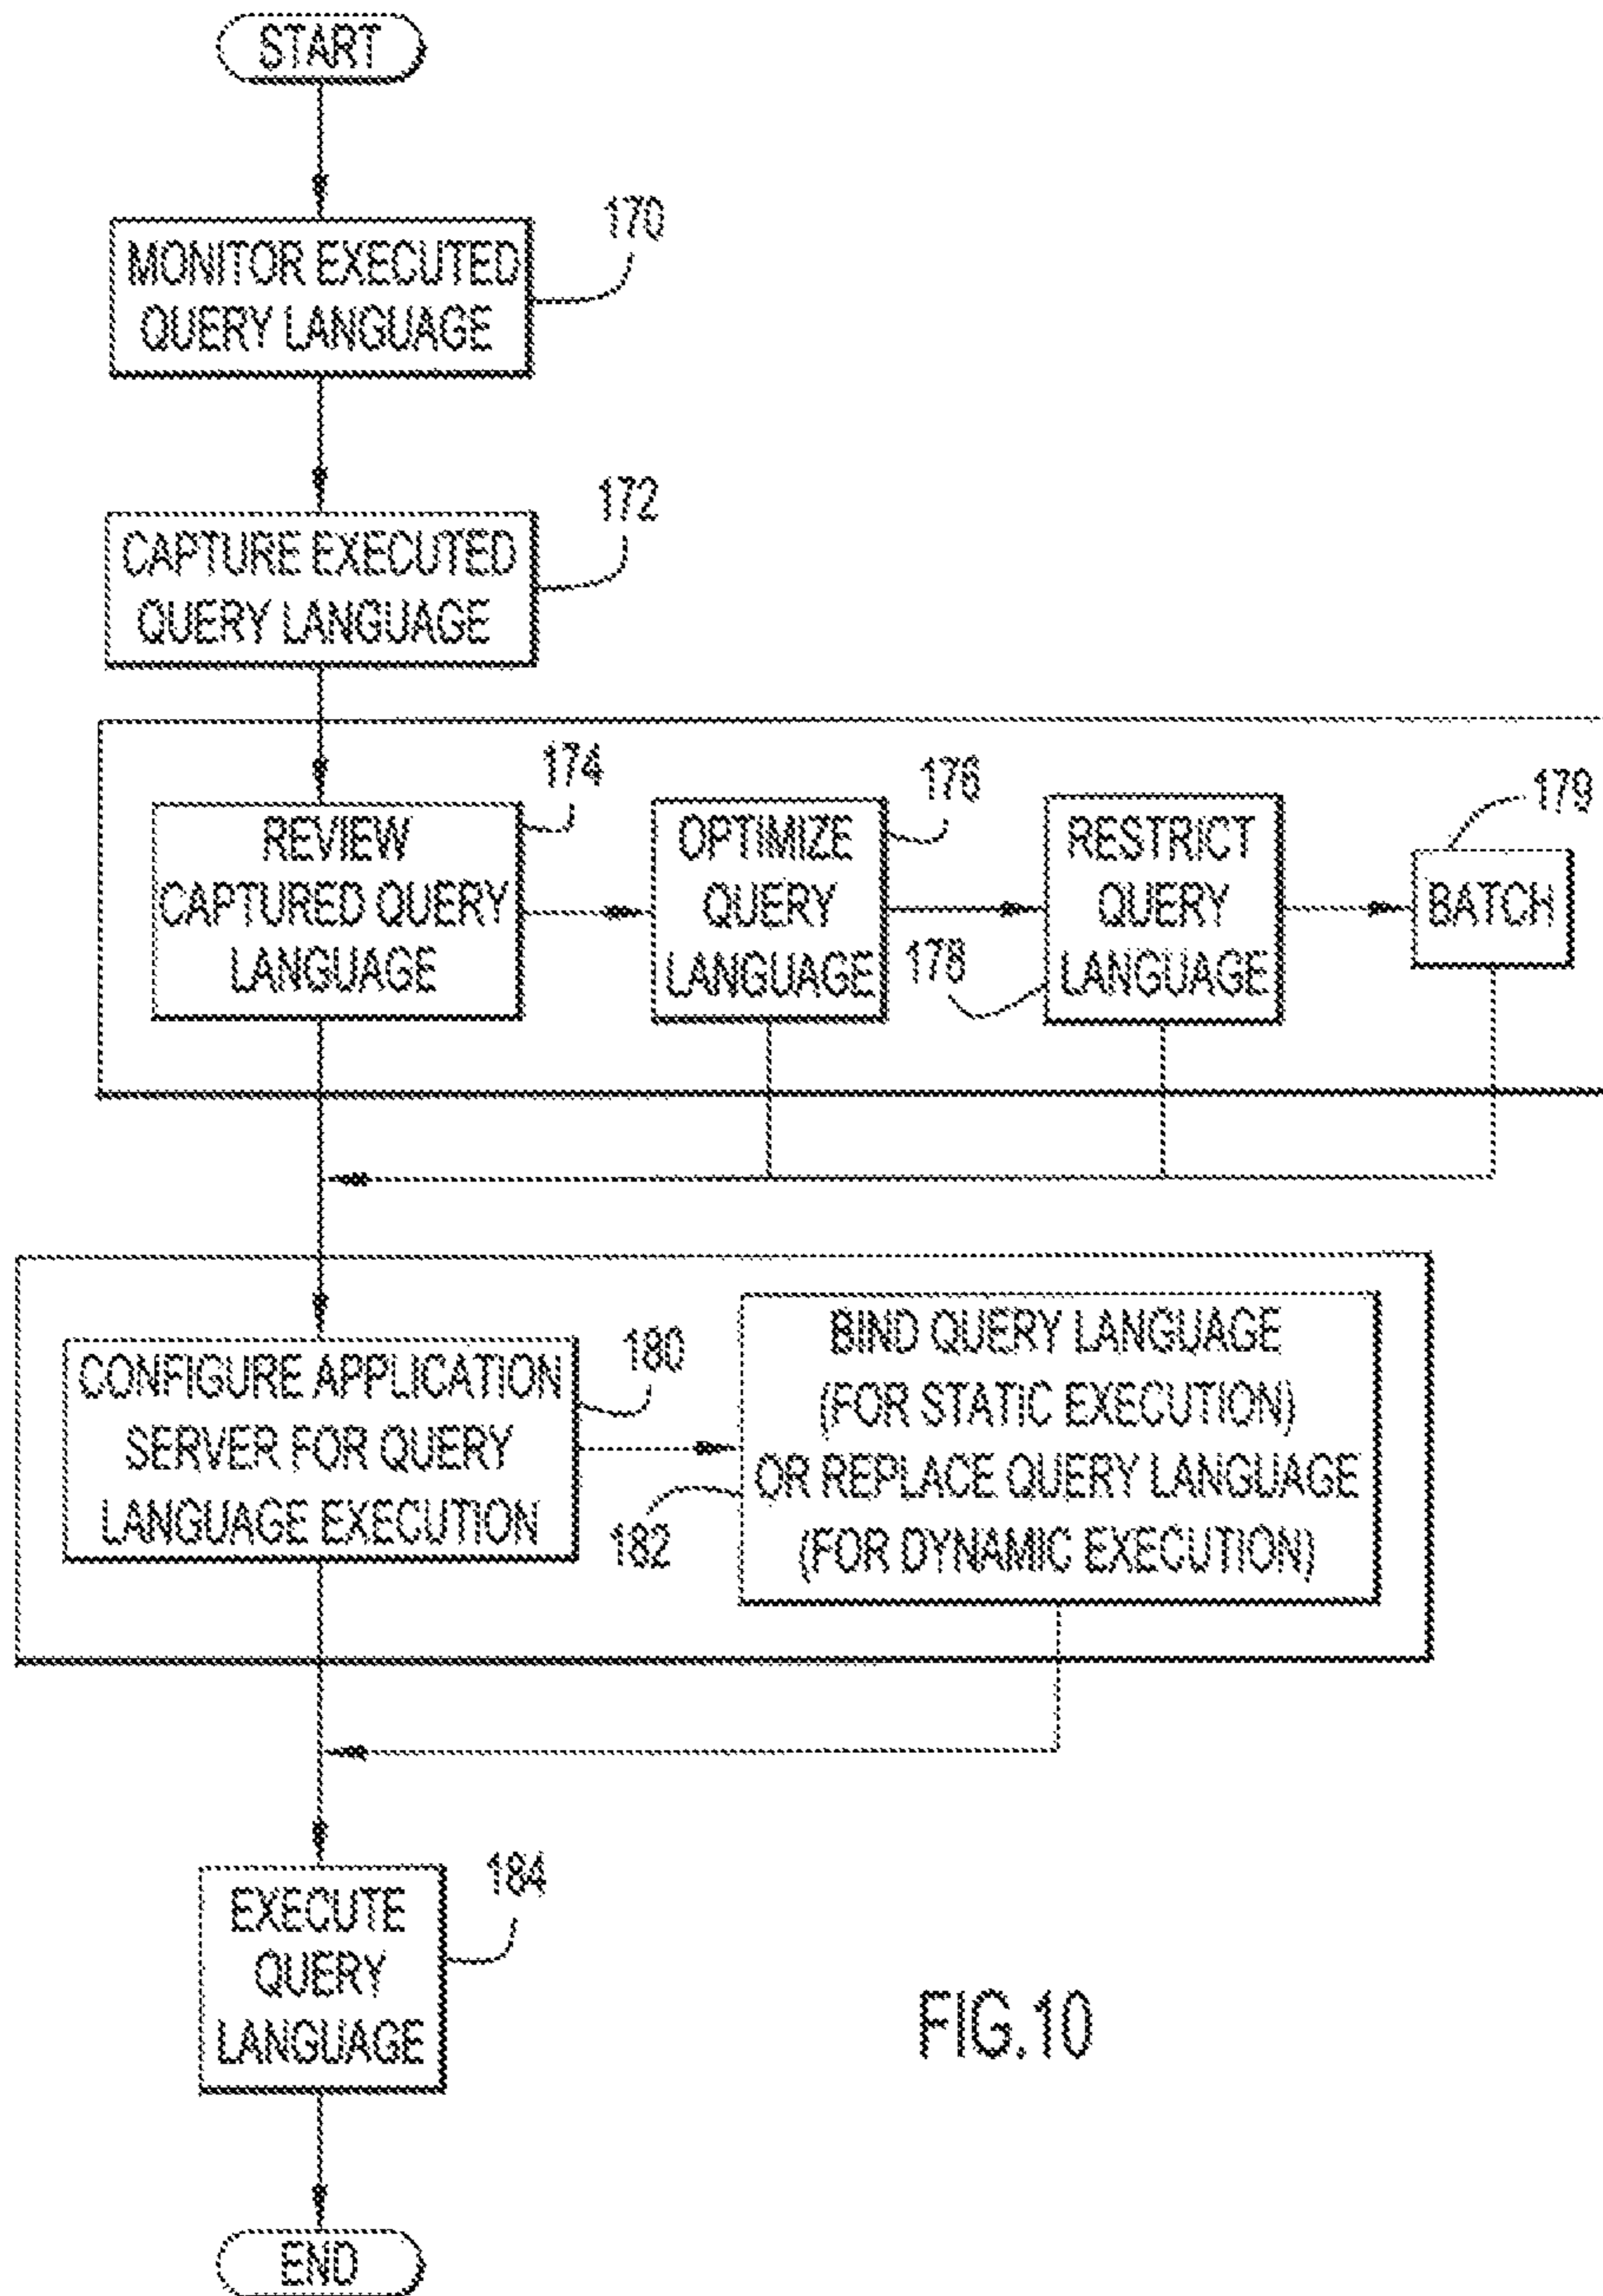 START
170
MONITOR EXECUTED
QUERY LANGUAGE
172
CAPTURE EXECUTED
QUERY LANGUAGE
174
REVIEW
CAPTURED QUERY
LANGUAGE
176
OPTIMIZE
QUERY
LANGUAGE
178
RESTRICT
QUERY
LANGUAGE
179
BATCH
180
CONFIGURE APPLICATION
SERVER FOR QUERY
LANGUAGE EXECUTION
182
BIND QUERY LANGUAGE
(FOR STATIC EXECUTION)
OR REPLACE QUERY LANGUAGE
(FOR DYNAMIC EXECUTION)
184
EXECUTE
QUERY
LANGUAGE
FIG.10
END